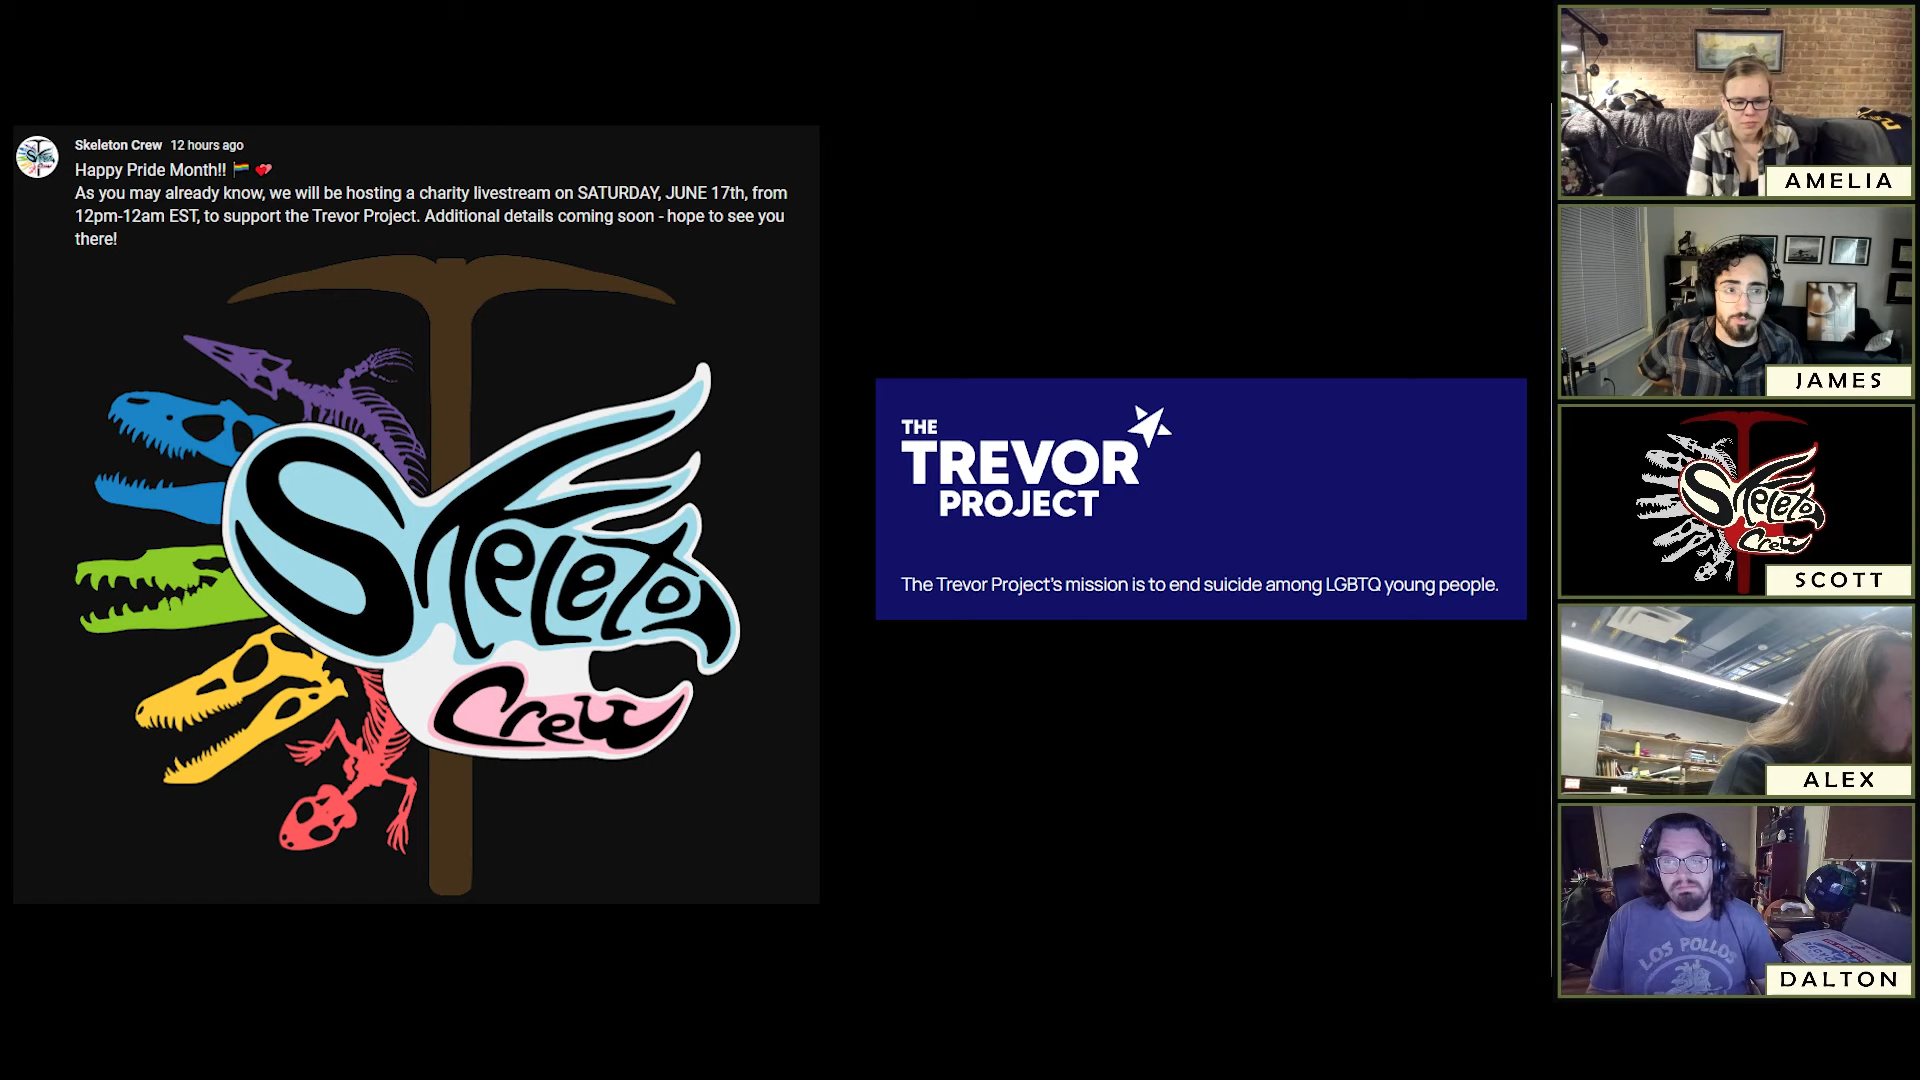 Skeleton Crew 12 hours ago
Happy Pride Month!!
As you may already know, we will be hosting a charity livestream on SATURDAY, JUNE 17th, from
12pm-12am EST, to support the Trevor Project. Additional details coming soon - hope to see you
there!
Skeleton
Crew
THE
TREVOR
PROJECT
The Trevor Project's mission is to end suicide among LGBTQ young people.
AMELIA
JAMES
Skeleton
Crew
SCOTT
ALEX
LOS POLLOS
DALTON